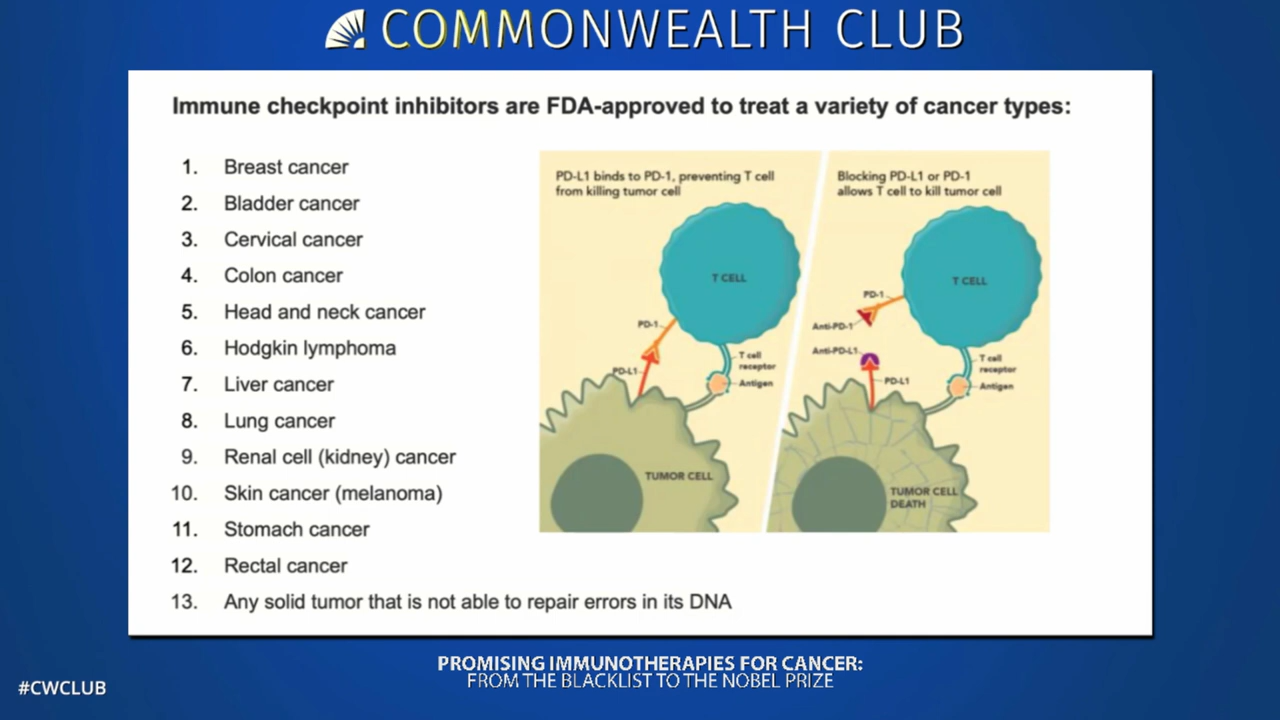 COMMONWEALTH CLUB
Immune checkpoint inhibitors are FDA-approved to treat a variety of cancer types:
1. Breast cancer
2. Bladder cancer
3. Cervical cancer
4. Colon cancer
5. Head and neck cancer
6. Hodgkin lymphoma
7. Liver cancer
8. Lung cancer
9. Renal cell (kidney) cancer
10. Skin cancer (melanoma)
11. Stomach cancer
12. Rectal cancer
13. Any solid tumor that is not able to repair errors in its DNA
PD-L1 binds to PD-1, preventing T cell
from killing tumor cell
T CELL
PD-1
PD-L1
T cell
receptor
Antigen
TUMOR CELL
Blocking PD-L1 or PD-1
allows T cell to kill tumor cell
T CELL
PD-1
Anti-PD-1
Anti-PD-L1
PD-L1
T cell
receptor
Antigen
TUMOR CELL
DEATH
PROMISING IMMUNOTHERAPIES FOR CANCER:
FROM THE BLACKLIST TO THE NOBEL PRIZE
#CWCLUB